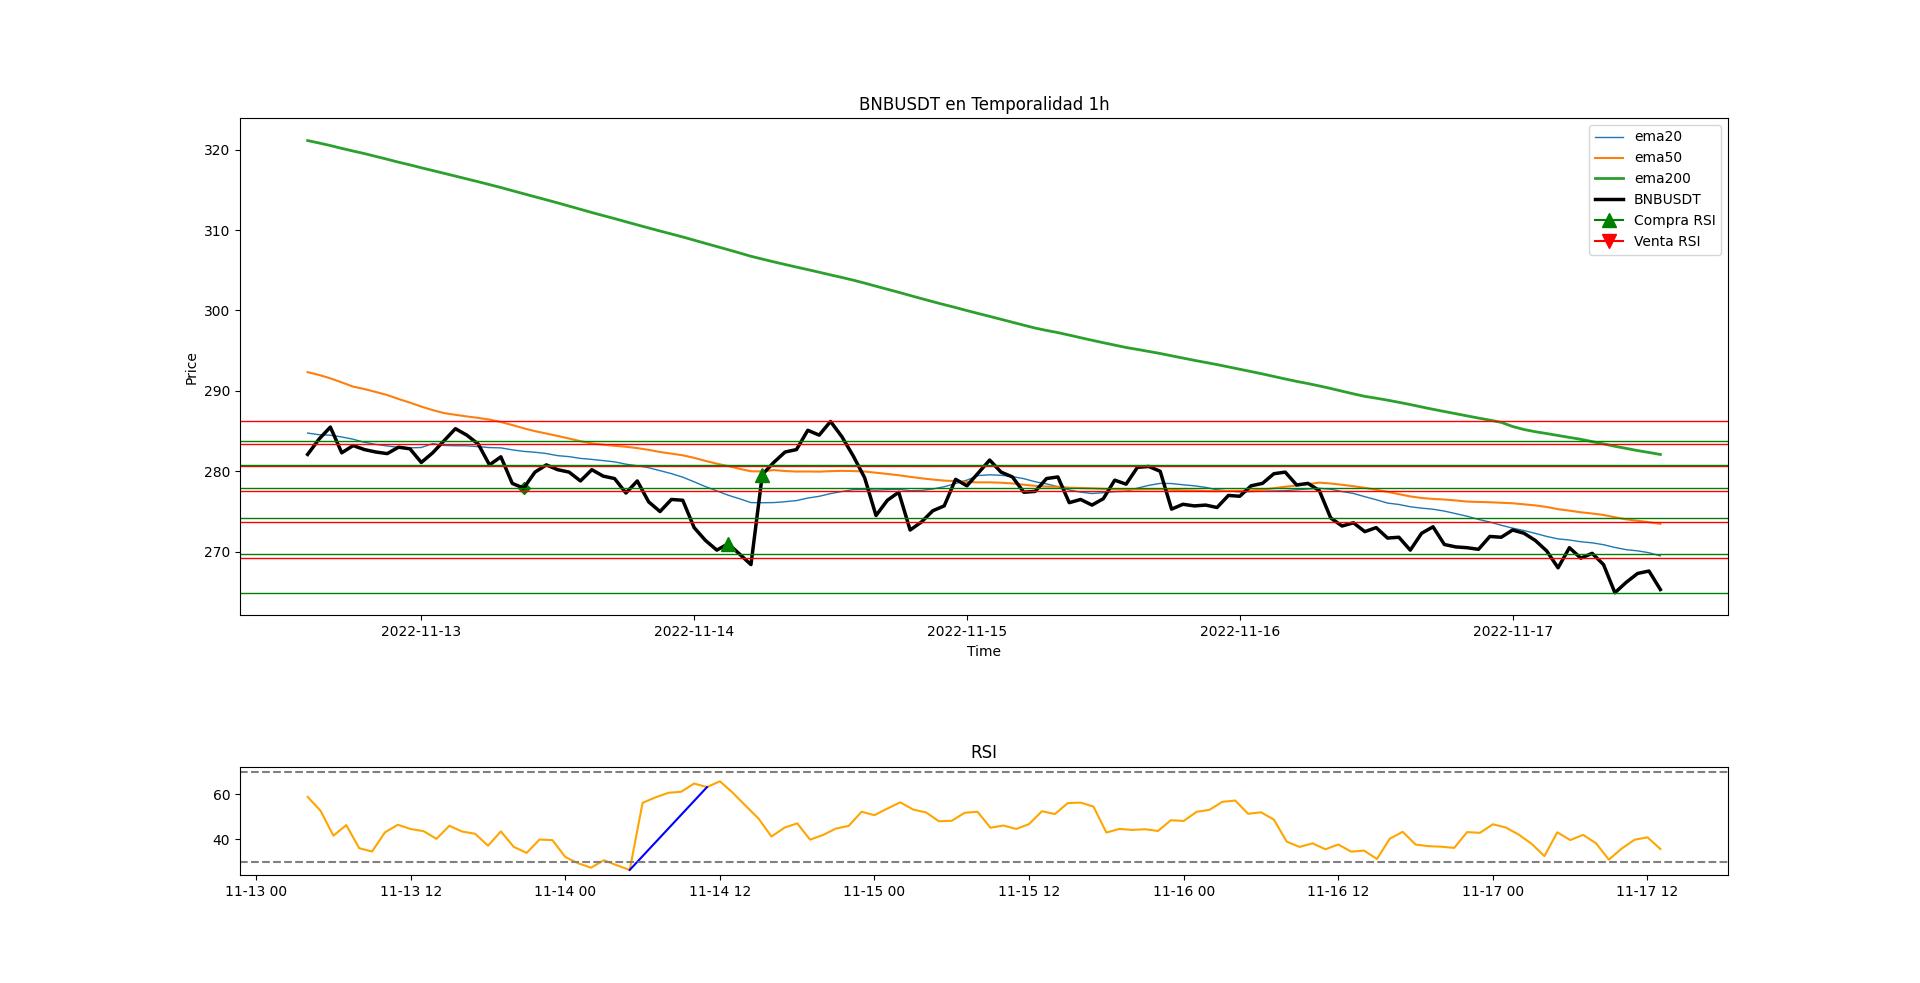 BNBUSDT en Temporalidad 1h
320
310
300
290
280
270
Price
ema20
ema50
ema200
BNBUSDT
Compra RSI
Venta RSI
2022-11-13 2022-11-14 2022-11-15 2022-11-16 2022-11-17
Time
RSI
60
40
11-13 00 11-13 12 11-14 00 11-14 12 11-15 00 11-15 12 11-16 00 11-16 12 11-17 00 11-17 12